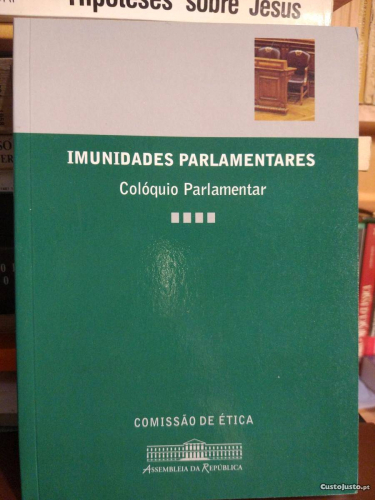 Hipóteses sobre Jesus
IMUNIDADES PARLAMENTARES
Colóquio Parlamentar
COMISSÃO DE ÉTICA
ASSEMBLEIA DA REPÚBLICA
CustoJusto.pt